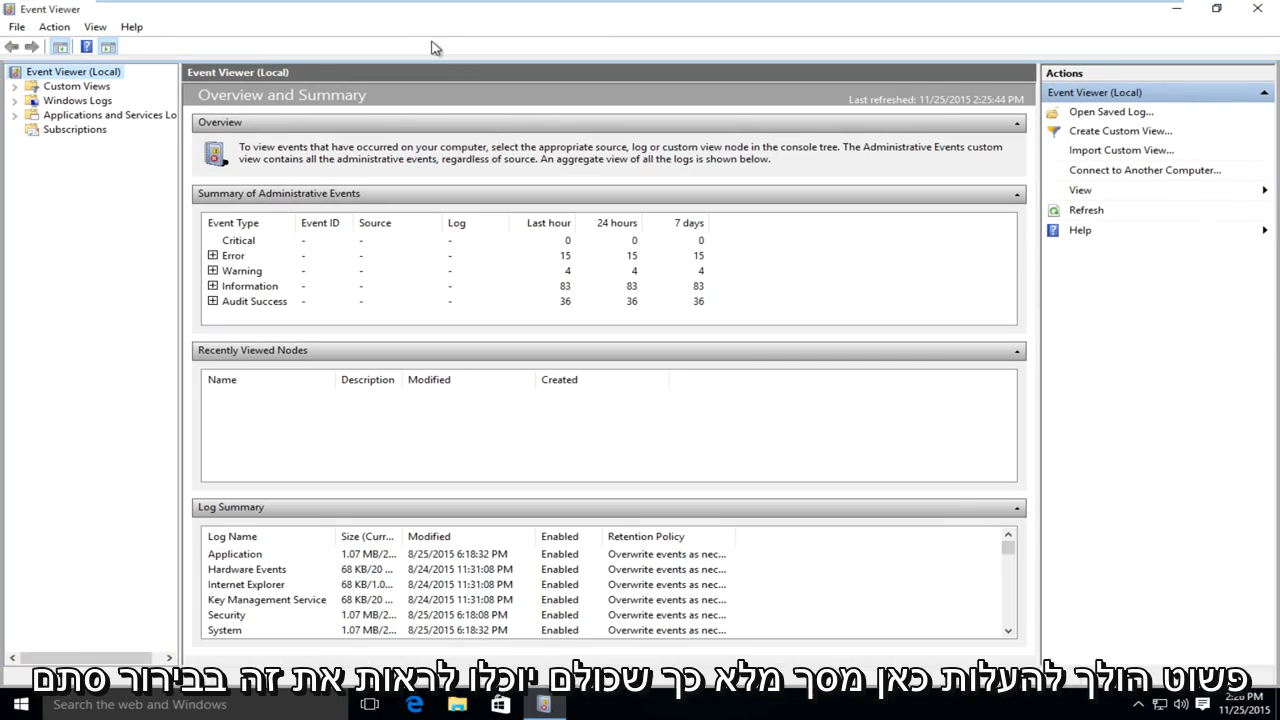 Event Viewer
File Action View Help
Event Viewer (Local)
Custom Views
Windows Logs
Applications and Services Lo
Subscriptions
Event Viewer (Local)
Overview and Summary Last refreshed: 11/25/2015 2:25:44 PM
Overview
To view events that have occurred on your computer, select the appropriate source, log or custom view node in the console tree. The Administrative Events custom
view contains all the administrative events, regardless of source. An aggregate view of all the logs is shown below.
Summary of Administrative Events
Event Type Event ID Source Log Last hour 24 hours 7 days
Critical - - - 0 0 0
Error - - - 15 15 15
Warning - - - 4 4 4
Information - - - 83 83 83
Audit Success - - - 36 36 36
Recently Viewed Nodes
Name Description Modified Created
Log Summary
Log Name Size (Curr... Modified Enabled Retention Policy
Application 1.07 MB/2... 8/25/2015 6:18:32 PM Enabled Overwrite events as nec...
Hardware Events 68 KB/20 ... 8/24/2015 11:31:08 PM Enabled Overwrite events as nec...
Internet Explorer 68 KB/1.0... 8/24/2015 11:31:08 PM Enabled Overwrite events as nec...
Key Management Service 68 KB/20 ... 8/24/2015 11:31:08 PM Enabled Overwrite events as nec...
Security 1.07 MB/2... 8/25/2015 6:18:08 PM Enabled Overwrite events as nec...
System 1.07 MB/2... 8/25/2015 6:18:32 PM Enabled Overwrite events as nec...
Actions
Event Viewer (Local)
Open Saved Log...
Create Custom View...
Import Custom View...
Connect to Another Computer...
View
Refresh
Help
פשוט הולך להעלות כאן מסך מלא כך שכולם יוכלו לראות את זה בבירור סתם
Search the web and Windows
2:28 PM
11/25/2015